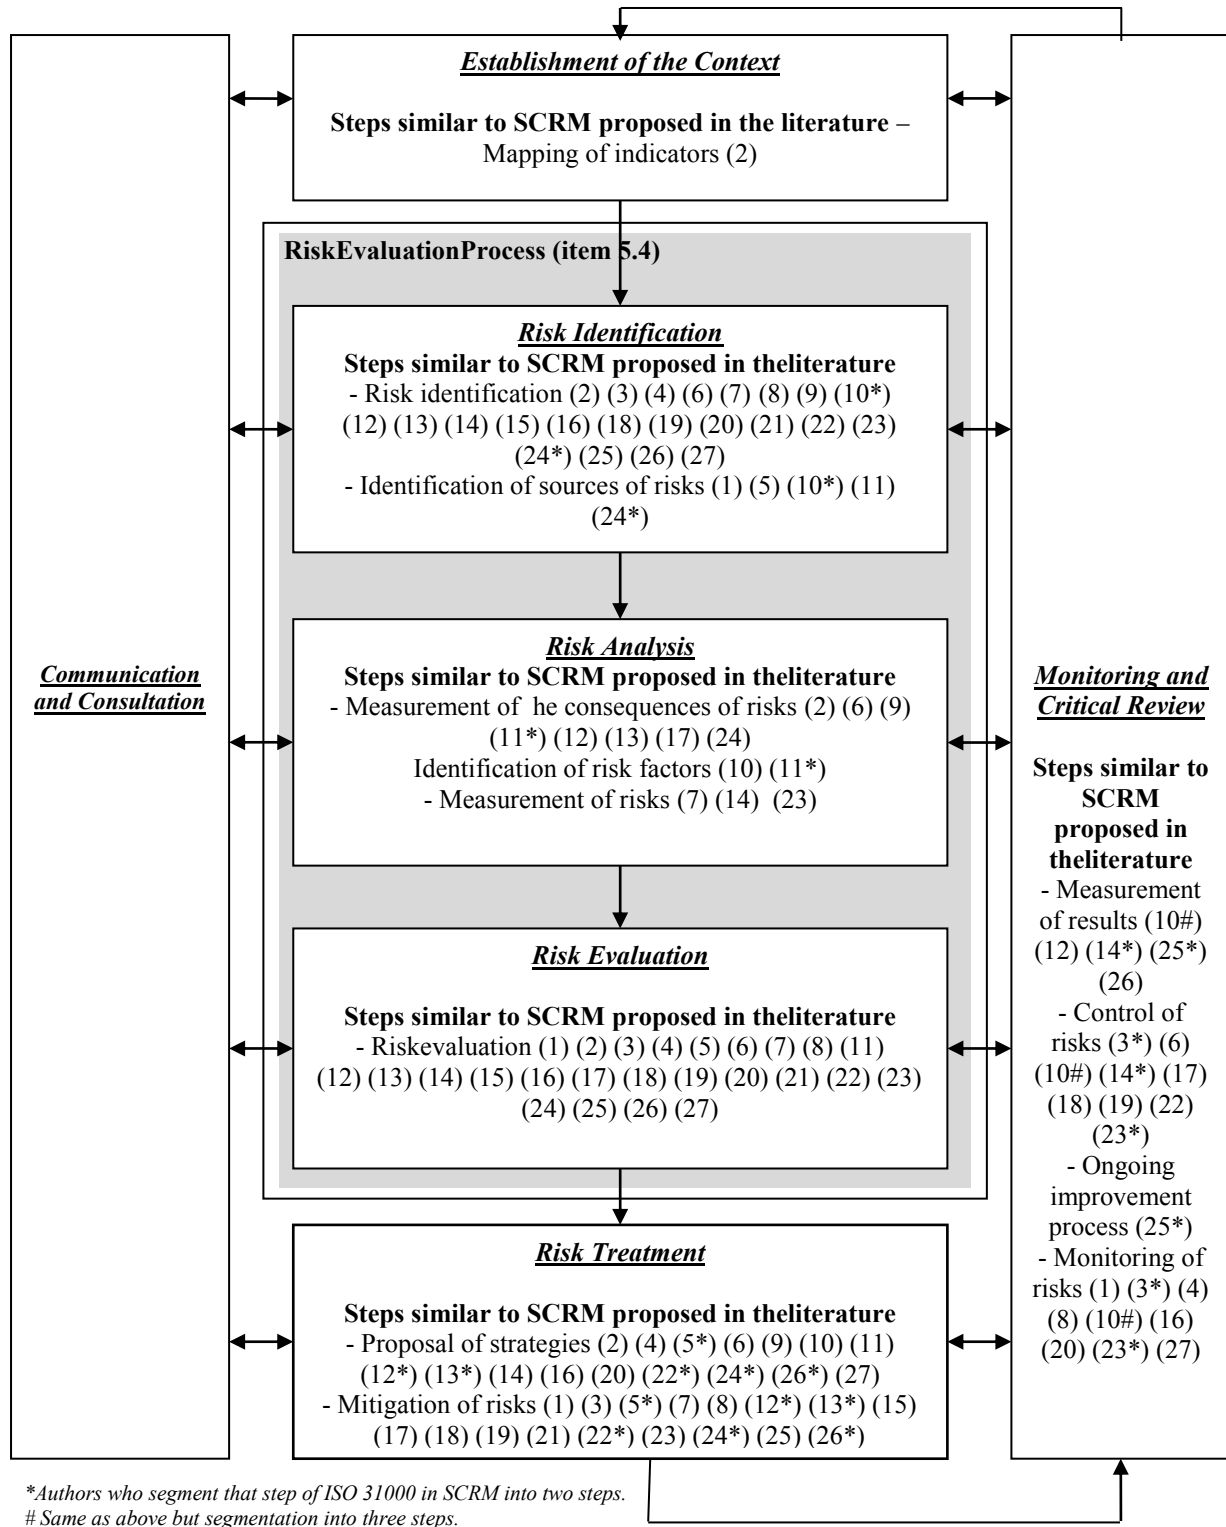 Establishment of the Context
Steps similar to SCRM proposed in the literature –
Mapping of indicators (2)
RiskEvaluationProcess (item 5.4)
Risk Identification
Steps similar to SCRM proposed in theliterature
- Risk identification (2) (3) (4) (6) (7) (8) (9) (10*)
(12) (13) (14) (15) (16) (18) (19) (20) (21) (22) (23)
(24*) (25) (26) (27)
- Identification of sources of risks (1) (5) (10*) (11)
(24*)
Risk Analysis
Steps similar to SCRM proposed in theliterature
- Measurement of he consequences of risks (2) (6) (9)
(11*) (12) (13) (17) (24)
Identification of risk factors (10) (11*)
- Measurement of risks (7) (14) (23)
Risk Evaluation
Steps similar to SCRM proposed in theliterature
- Riskevaluation (1) (2) (3) (4) (5) (6) (7) (8) (11)
(12) (13) (14) (15) (16) (17) (18) (19) (20) (21) (22) (23)
(24) (25) (26) (27)
Risk Treatment
Steps similar to SCRM proposed in theliterature
- Proposal of strategies (2) (4) (5*) (6) (9) (10) (11)
(12*) (13*) (14) (16) (20) (22*) (24*) (26*) (27)
- Mitigation of risks (1) (3) (5*) (7) (8) (12*) (13*) (15)
(17) (18) (19) (21) (22*) (23) (24*) (25) (26*)
Communication
and Consultation
Monitoring and
Critical Review
Steps similar to
SCRM
proposed in
theliterature
- Measurement
of results (10#)
(12) (14*) (25*)
(26)
- Control of
risks (3*) (6)
(10#) (14*) (17)
(18) (19) (22)
(23*)
- Ongoing
improvement
process (25*)
- Monitoring of
risks (1) (3*) (4)
(8) (10#) (16)
(20) (23*) (27)
*Authors who segment that step of ISO 31000 in SCRM into two steps.
# Same as above but segmentation into three steps.